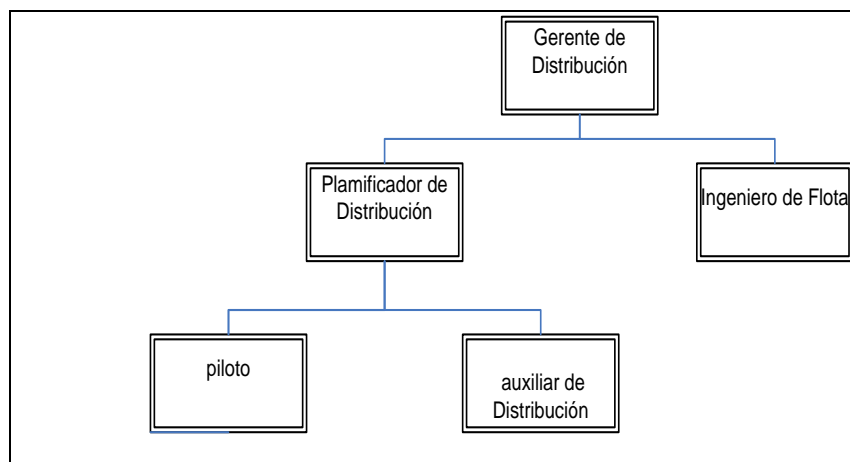 Gerente de
Distribución
Plamificador de
Distribución
Ingeniero de Flota
piloto
auxiliar de
Distribución